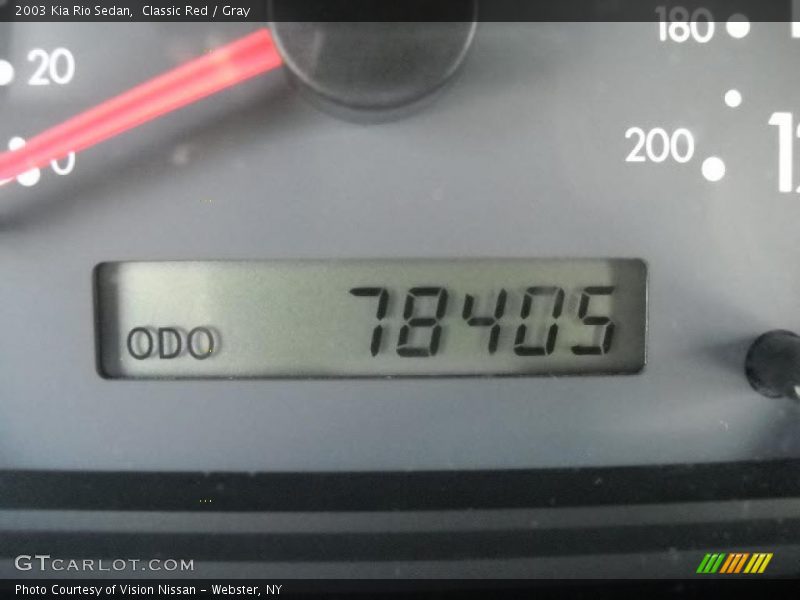 2003 Kia Rio Sedan,  Classic Red / Gray
180
20
200
0
ODO 78405
GTCARLOT.COM
Photo Courtesy of Vision Nissan - Webster, NY